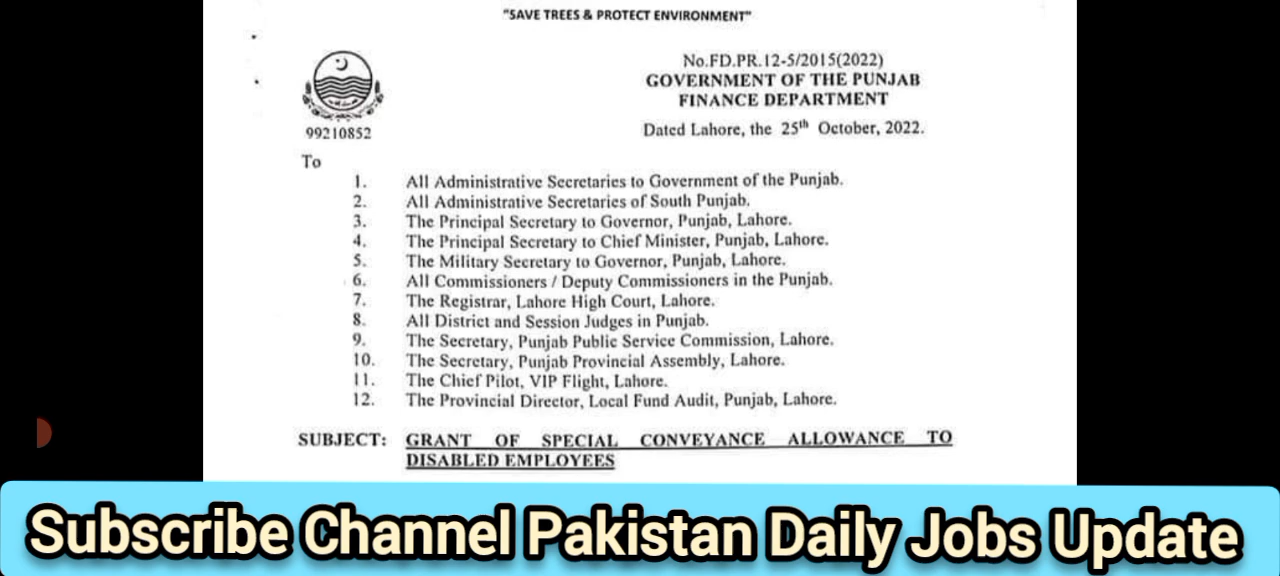 "SAVE TREES & PROTECT ENVIRONMENT"
No.FD.PR.12-5/2015(2022)
GOVERNMENT OF THE PUNJAB
FINANCE DEPARTMENT
99210852
Dated Lahore, the 25th October, 2022.
To
1. All Administrative Secretaries to Government of the Punjab.
2. All Administrative Secretaries of South Punjab.
3. The Principal Secretary to Governor, Punjab, Lahore.
4. The Principal Secretary to Chief Minister, Punjab, Lahore.
5. The Military Secretary to Governor, Punjab, Lahore.
6. All Commissioners / Deputy Commissioners in the Punjab.
7. The Registrar, Lahore High Court, Lahore.
8. All District and Session Judges in Punjab.
9. The Secretary, Punjab Public Service Commission, Lahore.
10. The Secretary, Punjab Provincial Assembly, Lahore.
11. The Chief Pilot, VIP Flight, Lahore.
12. The Provincial Director, Local Fund Audit, Punjab, Lahore.
SUBJECT: GRANT OF SPECIAL CONVEYANCE ALLOWANCE TO
DISABLED EMPLOYEES
Subscribe Channel Pakistan Daily Jobs Update